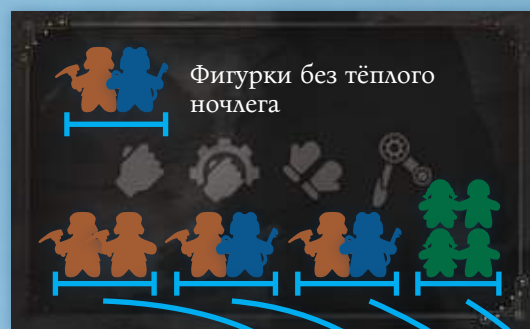 Фигурки без тёплого
ночлега